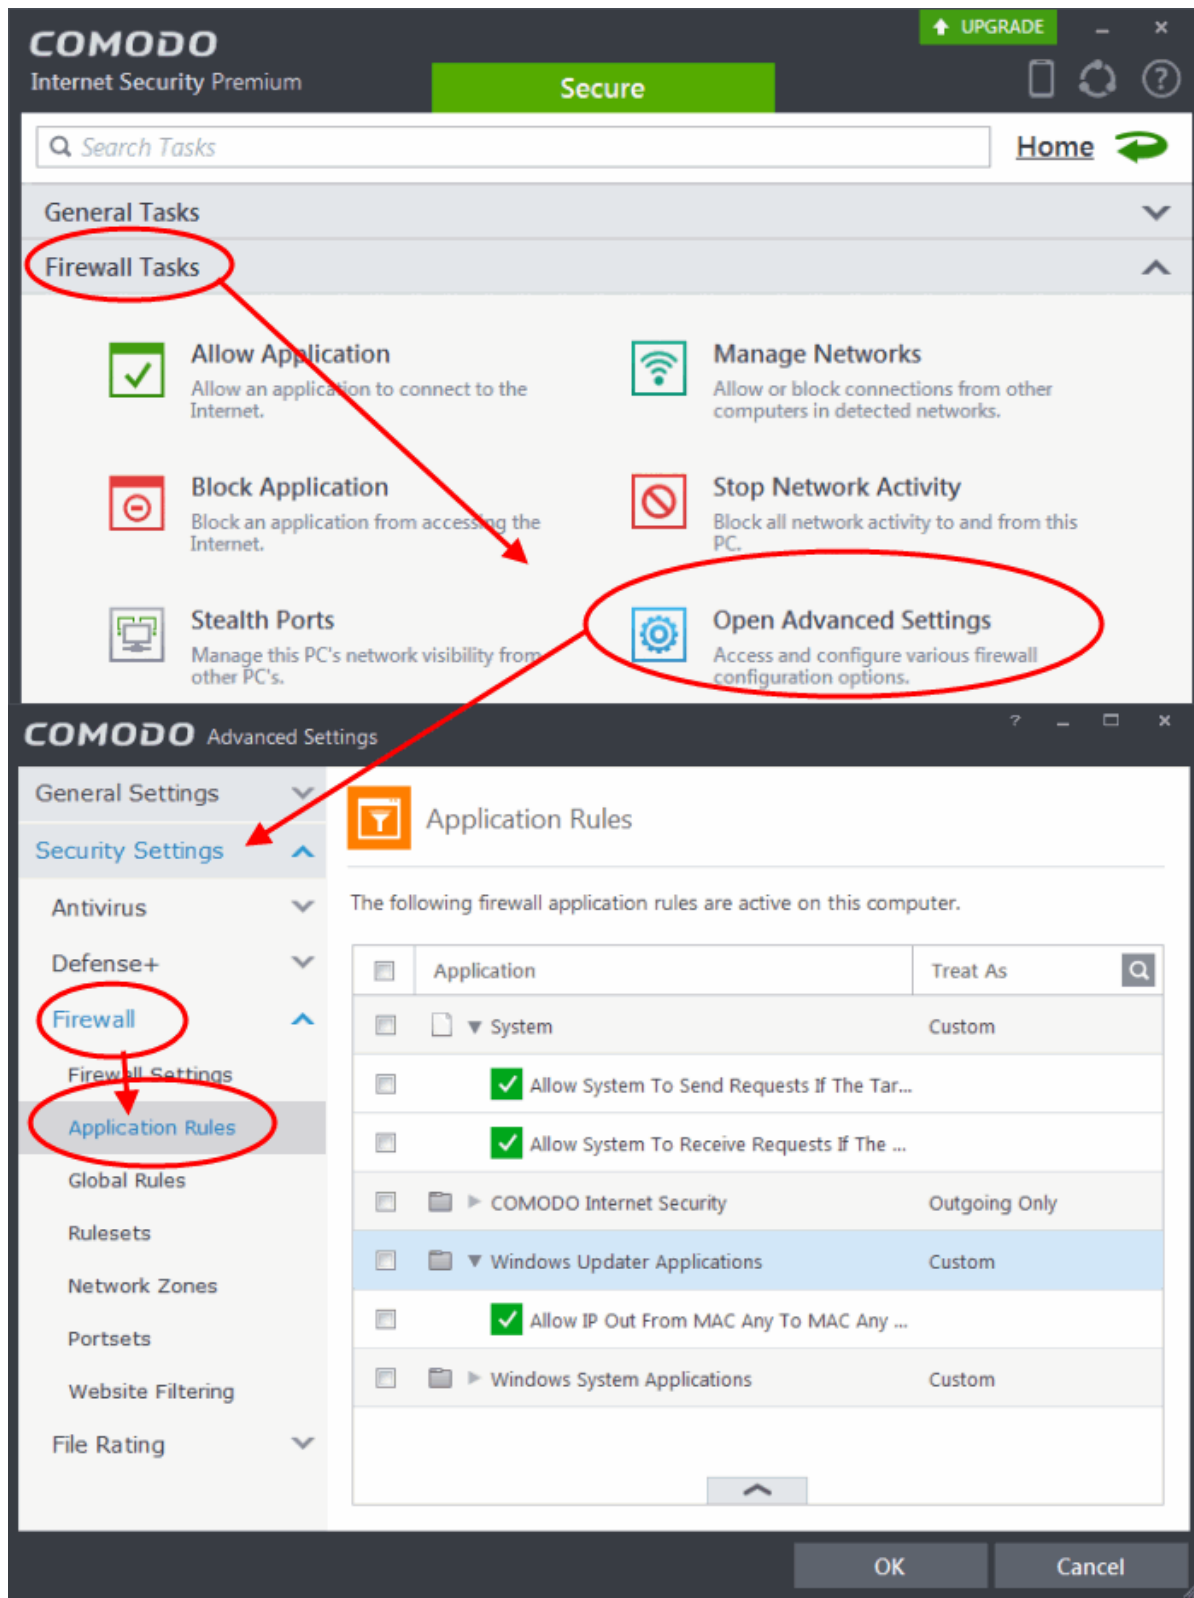 COMODO
Internet Security Premium
UPGRADE
Secure
Search Tasks
Home
General Tasks
Firewall Tasks
Allow Application
Allow an application to connect to the
Internet.
Manage Networks
Allow or block connections from other
computers in detected networks.
Block Application
Block an application from accessing the
Internet.
Stop Network Activity
Block all network activity to and from this
PC.
Stealth Ports
Manage this PC's network visibility from
other PC's.
Open Advanced Settings
Access and configure various firewall
configuration options.
COMODO Advanced Settings
General Settings
Security Settings
Antivirus
Defense+
Firewall
Firewall Settings
Application Rules
Global Rules
Rulesets
Network Zones
Portsets
Website Filtering
File Rating
Application Rules
The following firewall application rules are active on this computer.
Application Treat As
System Custom
Allow System To Send Requests If The Tar...
Allow System To Receive Requests If The ...
COMODO Internet Security Outgoing Only
Windows Updater Applications Custom
Allow IP Out From MAC Any To MAC Any ...
Windows System Applications Custom
OK Cancel